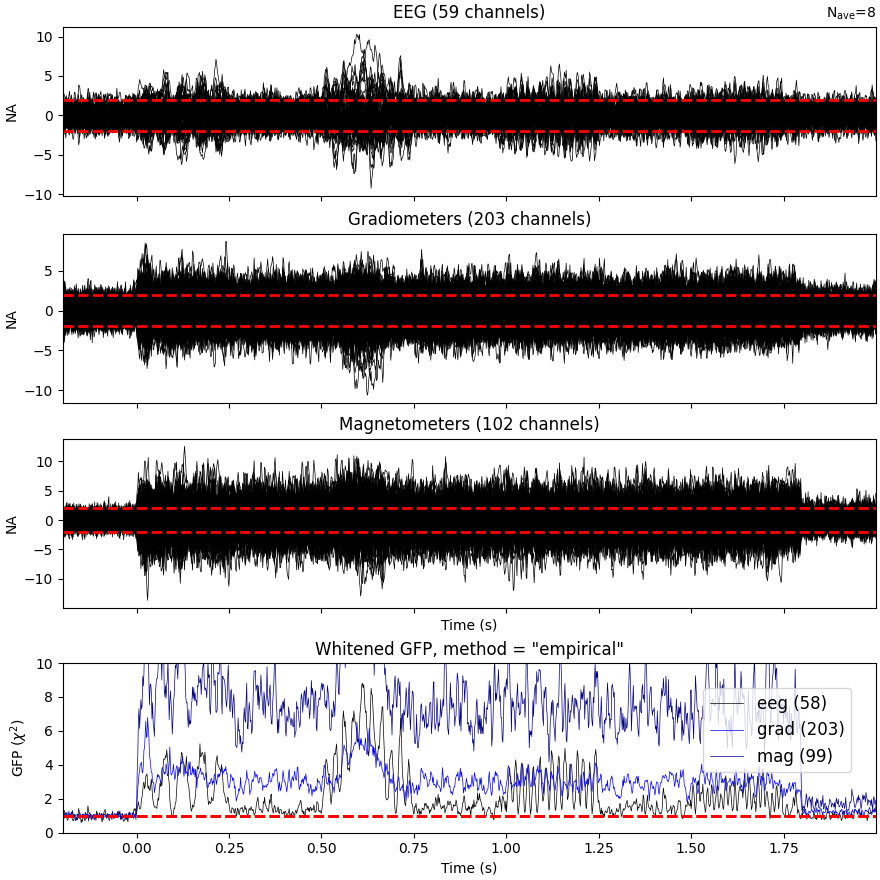 EEG (59 channels)
Nave=8
NA
10
5
0
−5
−10
Gradiometers (203 channels)
NA
5
0
−5
−10
Magnetometers (102 channels)
NA
10
5
0
−5
−10
Time (s)
Whitened GFP, method = "empirical"
GFP (χ²)
10
8
6
4
2
0
eeg (58)
grad (203)
mag (99)
0.00 0.25 0.50 0.75 1.00 1.25 1.50 1.75
Time (s)